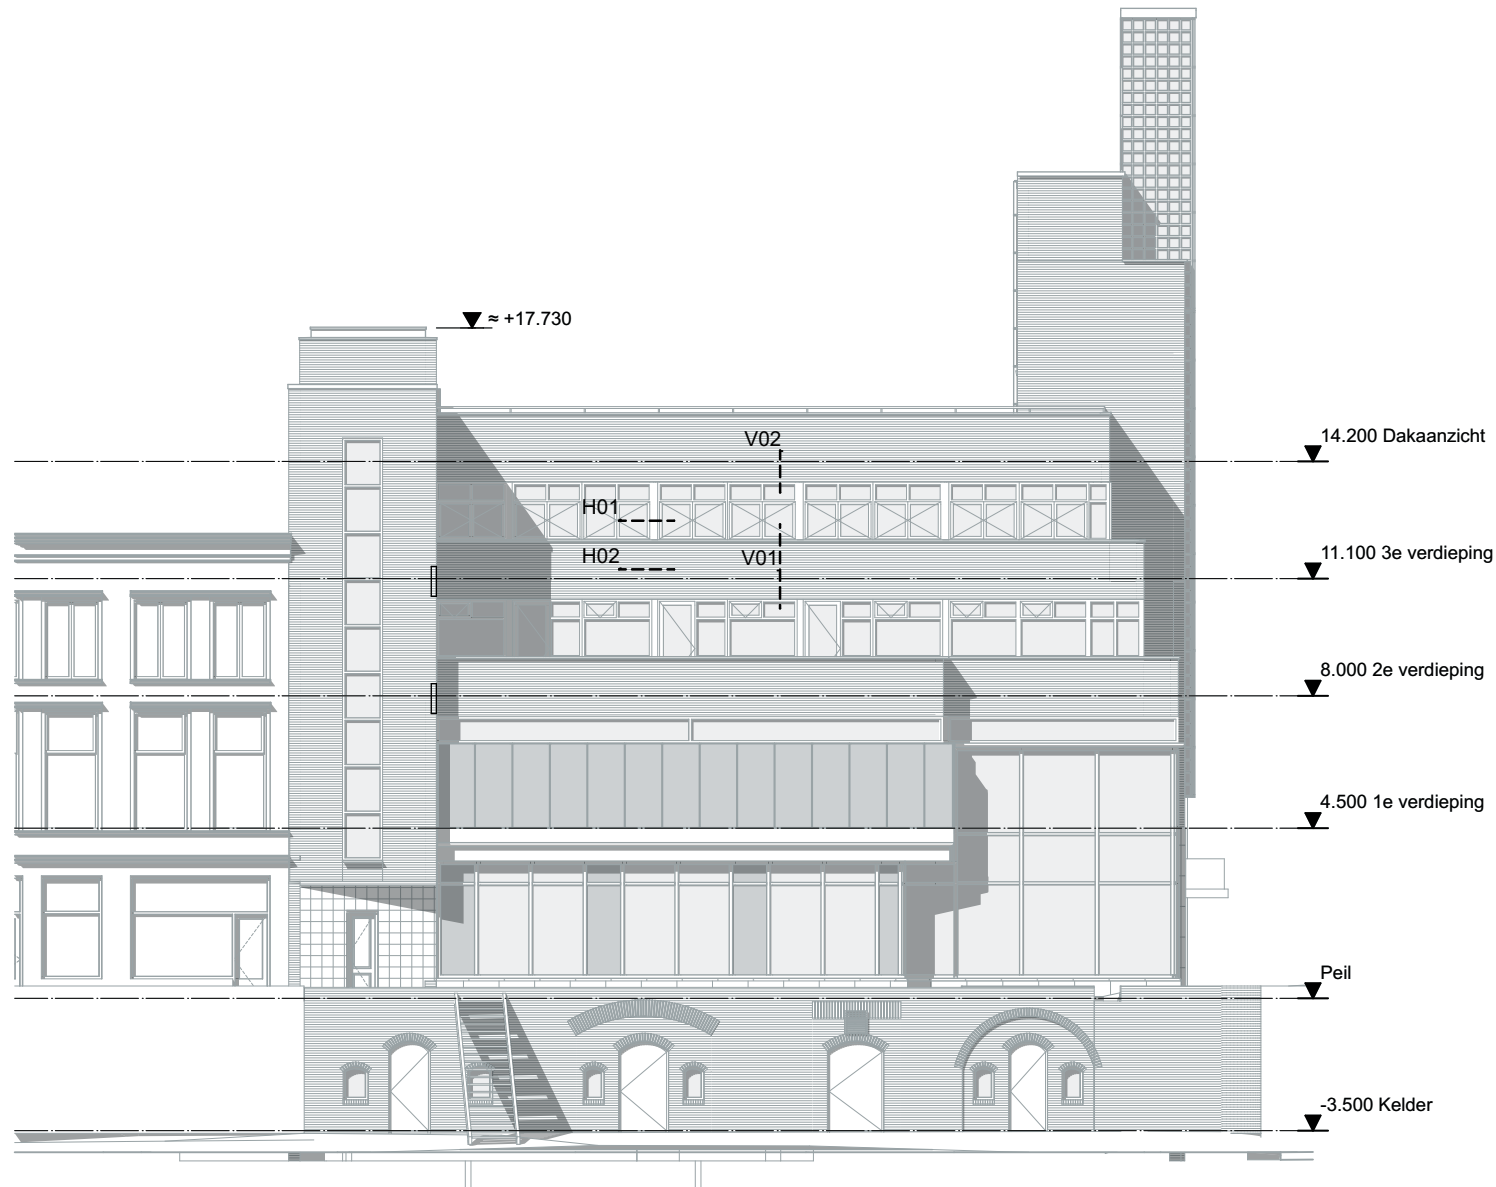 ≈ +17.730
14.200 Dakaanzicht
V02
H01
11.100 3e verdieping
H02
V01
8.000 2e verdieping
4.500 1e verdieping
Peil
-3.500 Kelder